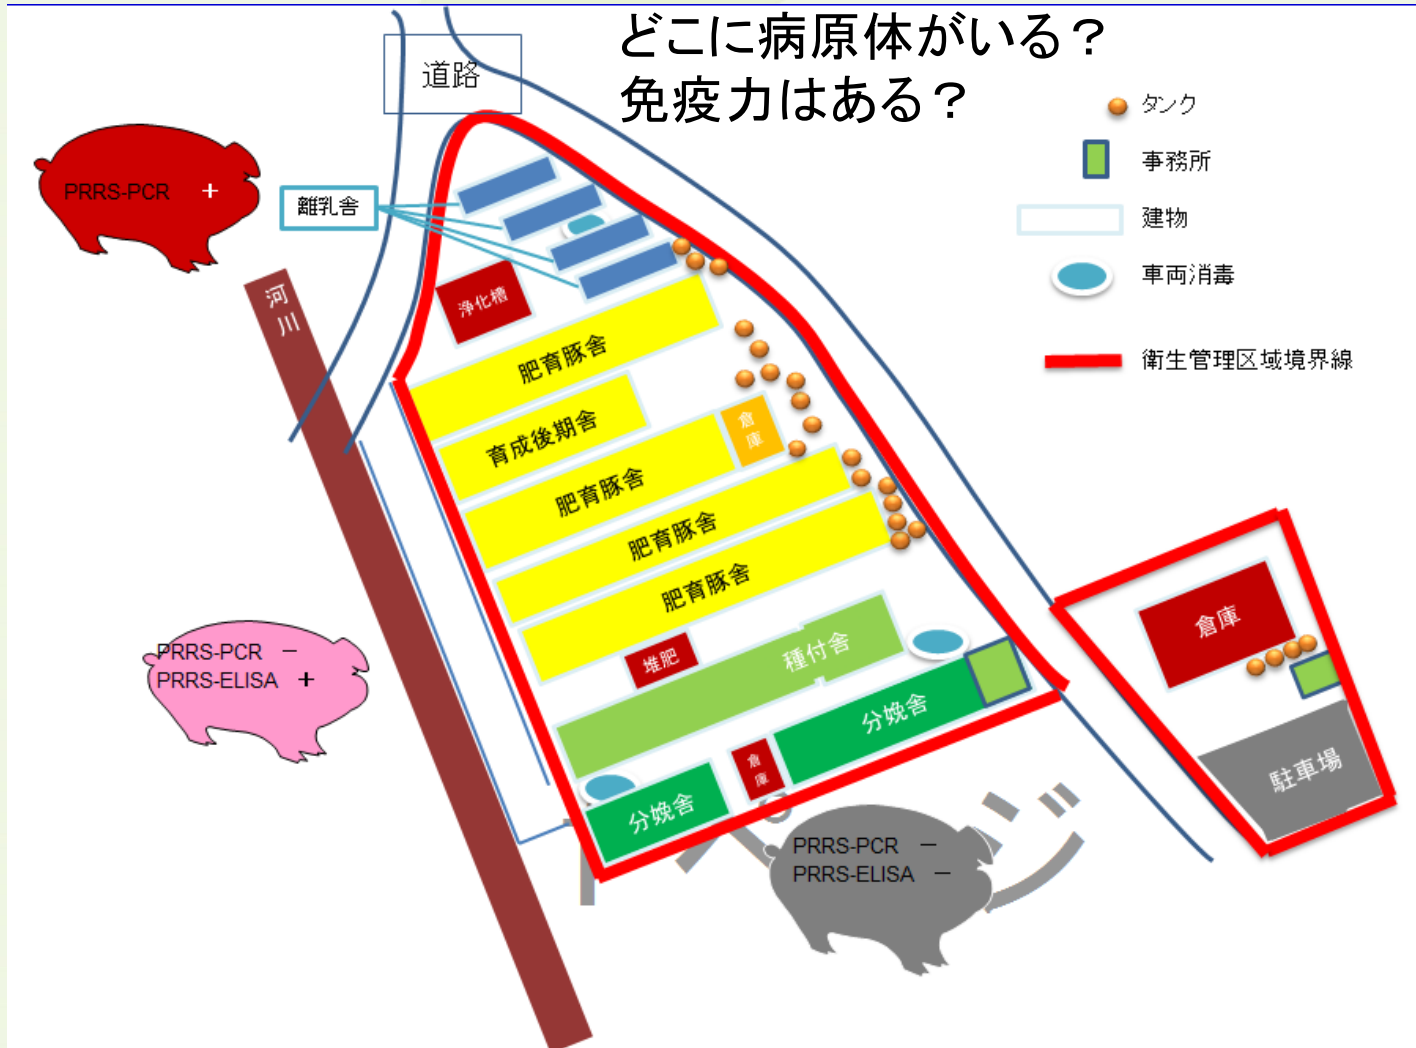 どこに病原体がいる？
免疫力はある？
道路
タンク
事務所
建物
車両消毒
衛生管理区域境界線
PRRS-PCR ＋
離乳舎
河川
浄化槽
肥育豚舎
育成後期舎
倉庫
肥育豚舎
肥育豚舎
肥育豚舎
堆肥
種付舎
分娩舎
倉庫
分娩舎
倉庫
駐車場
PRRS-PCR －
PRRS-ELISA ＋
PRRS-PCR －
PRRS-ELISA －